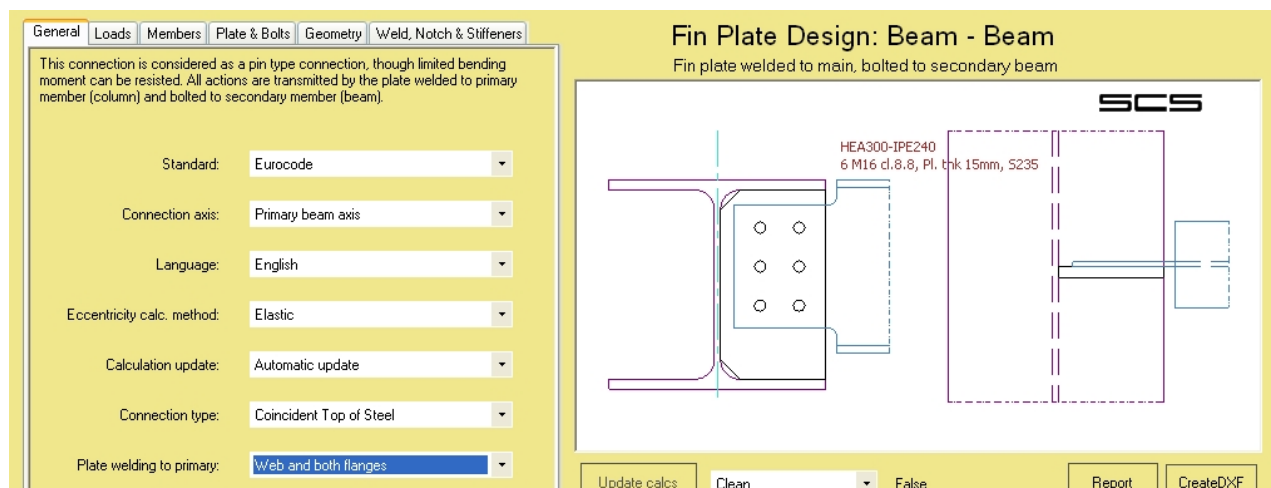 General Loads Members Plate & Bolts Geometry Weld, Notch & Stiffeners
This connection is considered as a pin type connection, though limited bending
moment can be resisted. All actions are transmitted by the plate welded to primary
member (column) and bolted to secondary member (beam).
Standard: Eurocode
Connection axis: Primary beam axis
Language: English
Eccentricity calc. method: Elastic
Calculation update: Automatic update
Connection type: Coincident Top of Steel
Plate welding to primary: Web and both flanges
Fin Plate Design: Beam - Beam
Fin plate welded to main, bolted to secondary beam
SCS
HEA300-IPE240
6 M16 cl.8.8, Pl. thk 15mm, S235
Update calcs Clean False Report CreateDXF